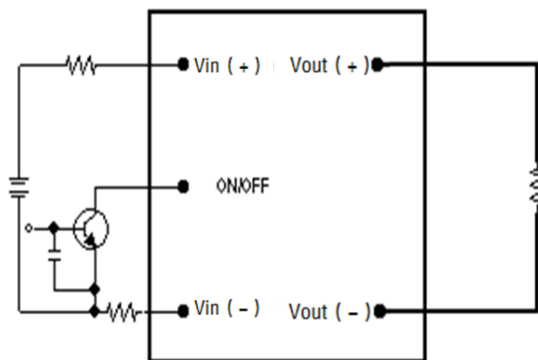 Vin ( + ) Vout ( + )
ON/OFF
Vin ( − ) Vout ( − )